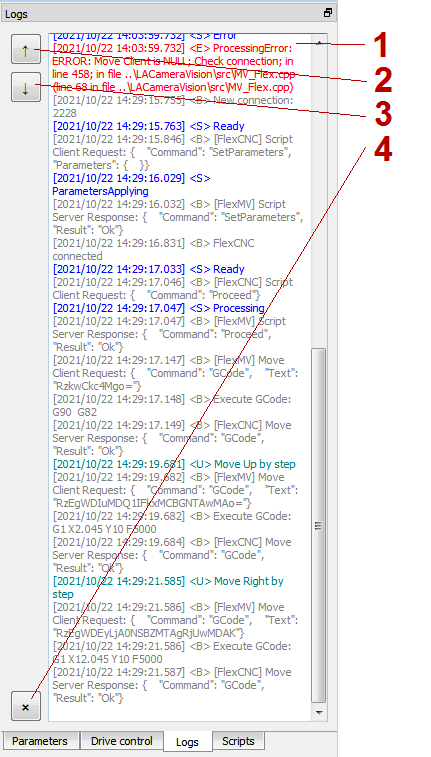 Logs
[2021/10/22 14:03:59.732] <S> Error
[2021/10/22 14:03:59.732] <E> ProcessingError:
ERROR: Move Client is NULL; Check connection; in
line 458; in file ..\LACameraVision\src\MV_Flex.cpp
(line 68 in file ..\LACameraVision\src\MV_Flex.cpp)
[2021/10/22 14:29:15.755] <B> New connection:
2228
[2021/10/22 14:29:15.763] <S> Ready
[2021/10/22 14:29:15.846] <B> [FlexCNC] Script
Client Request: {    "Command": "SetParameters",
"Parameters": {    }}
[2021/10/22 14:29:16.029] <S>
ParametersApplying
[2021/10/22 14:29:16.032] <B> [FlexMV] Script
Server Response: {    "Command": "SetParameters",
"Result": "Ok"}
[2021/10/22 14:29:16.831] <B> FlexCNC
connected
[2021/10/22 14:29:17.033] <S> Ready
[2021/10/22 14:29:17.046] <B> [FlexCNC] Script
Client Request: {    "Command": "Proceed"}
[2021/10/22 14:29:17.047] <S> Processing
[2021/10/22 14:29:17.047] <B> [FlexMV] Script
Server Response: {    "Command": "Proceed",
"Result": "Ok"}
[2021/10/22 14:29:17.147] <B> [FlexMV] Move
Client Request: {    "Command": "GCode",    "Text":
"RzkwCkc4Mgo="}
[2021/10/22 14:29:17.148] <B> Execute GCode:
G90  G82
[2021/10/22 14:29:17.149] <B> [FlexCNC] Move
Server Response: {    "Command": "GCode",
"Result": "Ok"}
[2021/10/22 14:29:19.681] <U> Move Up by step
[2021/10/22 14:29:19.682] <B> [FlexMV] Move
Client Request: {    "Command": "GCode",    "Text":
"RzEgWDIuMDQ1IFkxMCBGNTAwMAo="}
[2021/10/22 14:29:19.682] <B> Execute GCode:
G1 X2.045 Y10 F5000
[2021/10/22 14:29:19.684] <B> [FlexCNC] Move
Server Response: {    "Command": "GCode",
"Result": "Ok"}
[2021/10/22 14:29:21.585] <U> Move Right by
step
[2021/10/22 14:29:21.586] <B> [FlexMV] Move
Client Request: {    "Command": "GCode",    "Text":
"RzEgWDEyLjA0NSBZMTAgRjUwMDAK"}
[2021/10/22 14:29:21.586] <B> Execute GCode:
G1 X12.045 Y10 F5000
[2021/10/22 14:29:21.587] <B> [FlexCNC] Move
Server Response: {    "Command": "GCode",
"Result": "Ok"}
1
2
3
4
Parameters
Drive control
Logs
Scripts